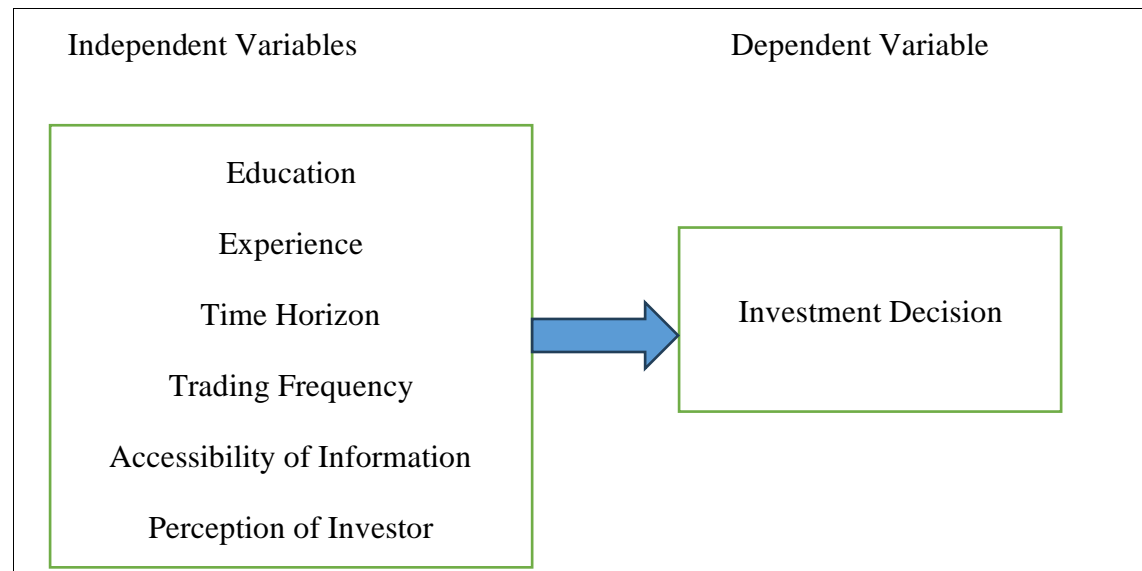 Independent Variables
Dependent Variable
Education
Experience
Time Horizon
Trading Frequency
Accessibility of Information
Perception of Investor
Investment Decision